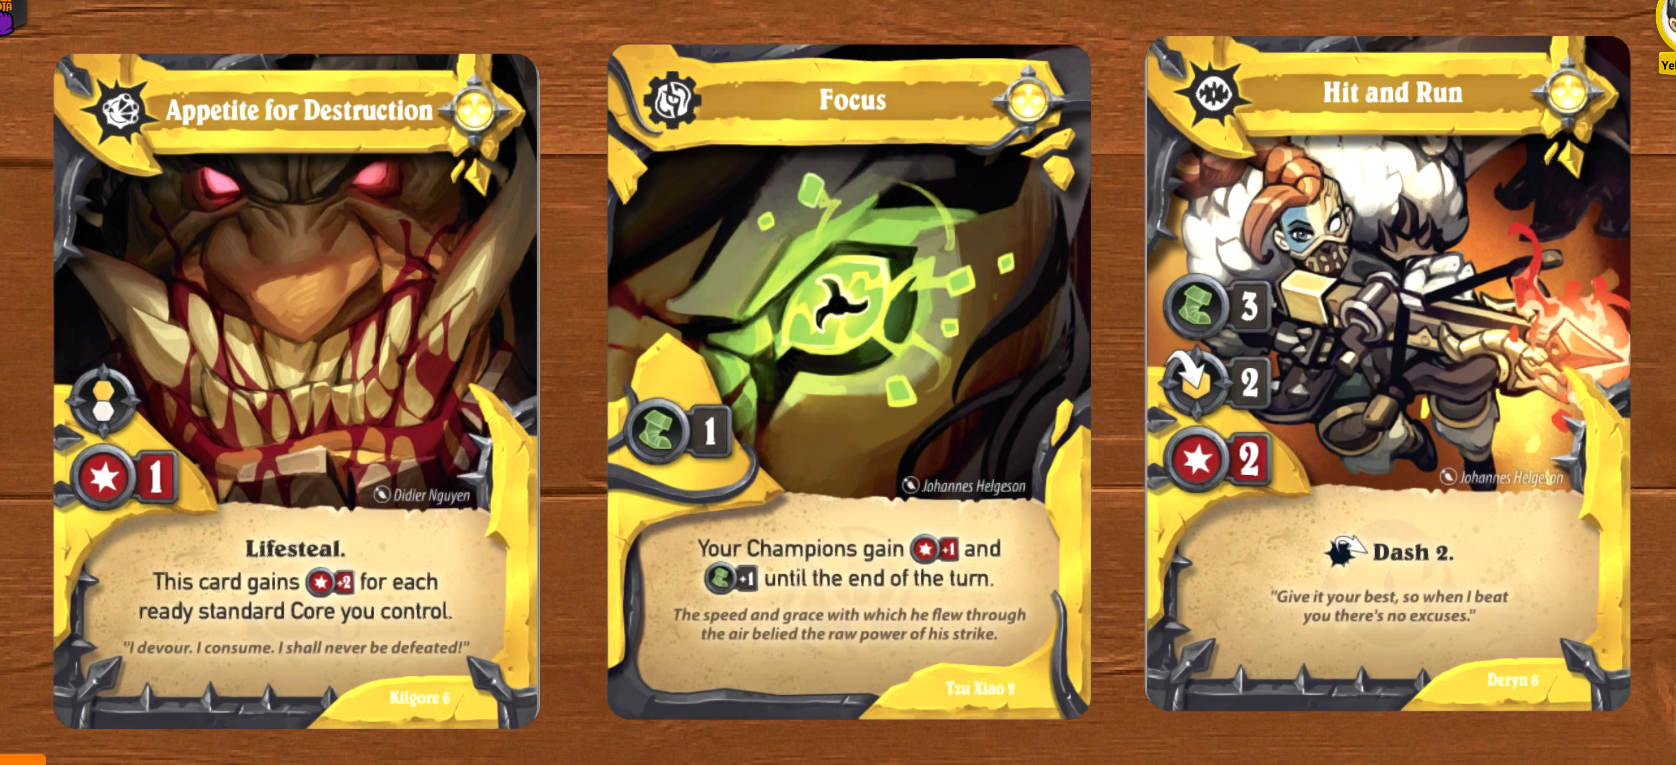 Appetite for Destruction
1
Didier Nguyen
Lifesteal.
This card gains +2 for each
ready standard Core you control.
"I devour. I consume. I shall never be defeated!"
Kilgore 6
Focus
1
Johannes Helgeson
Your Champions gain +1 and
+1 until the end of the turn.
The speed and grace with which he flew through
the air belied the raw power of his strike.
Tzu Xiao 2
Hit and Run
3
2
2
Johannes Helgeson
Dash 2.
"Give it your best, so when I beat
you there's no excuses."
Deryn 6